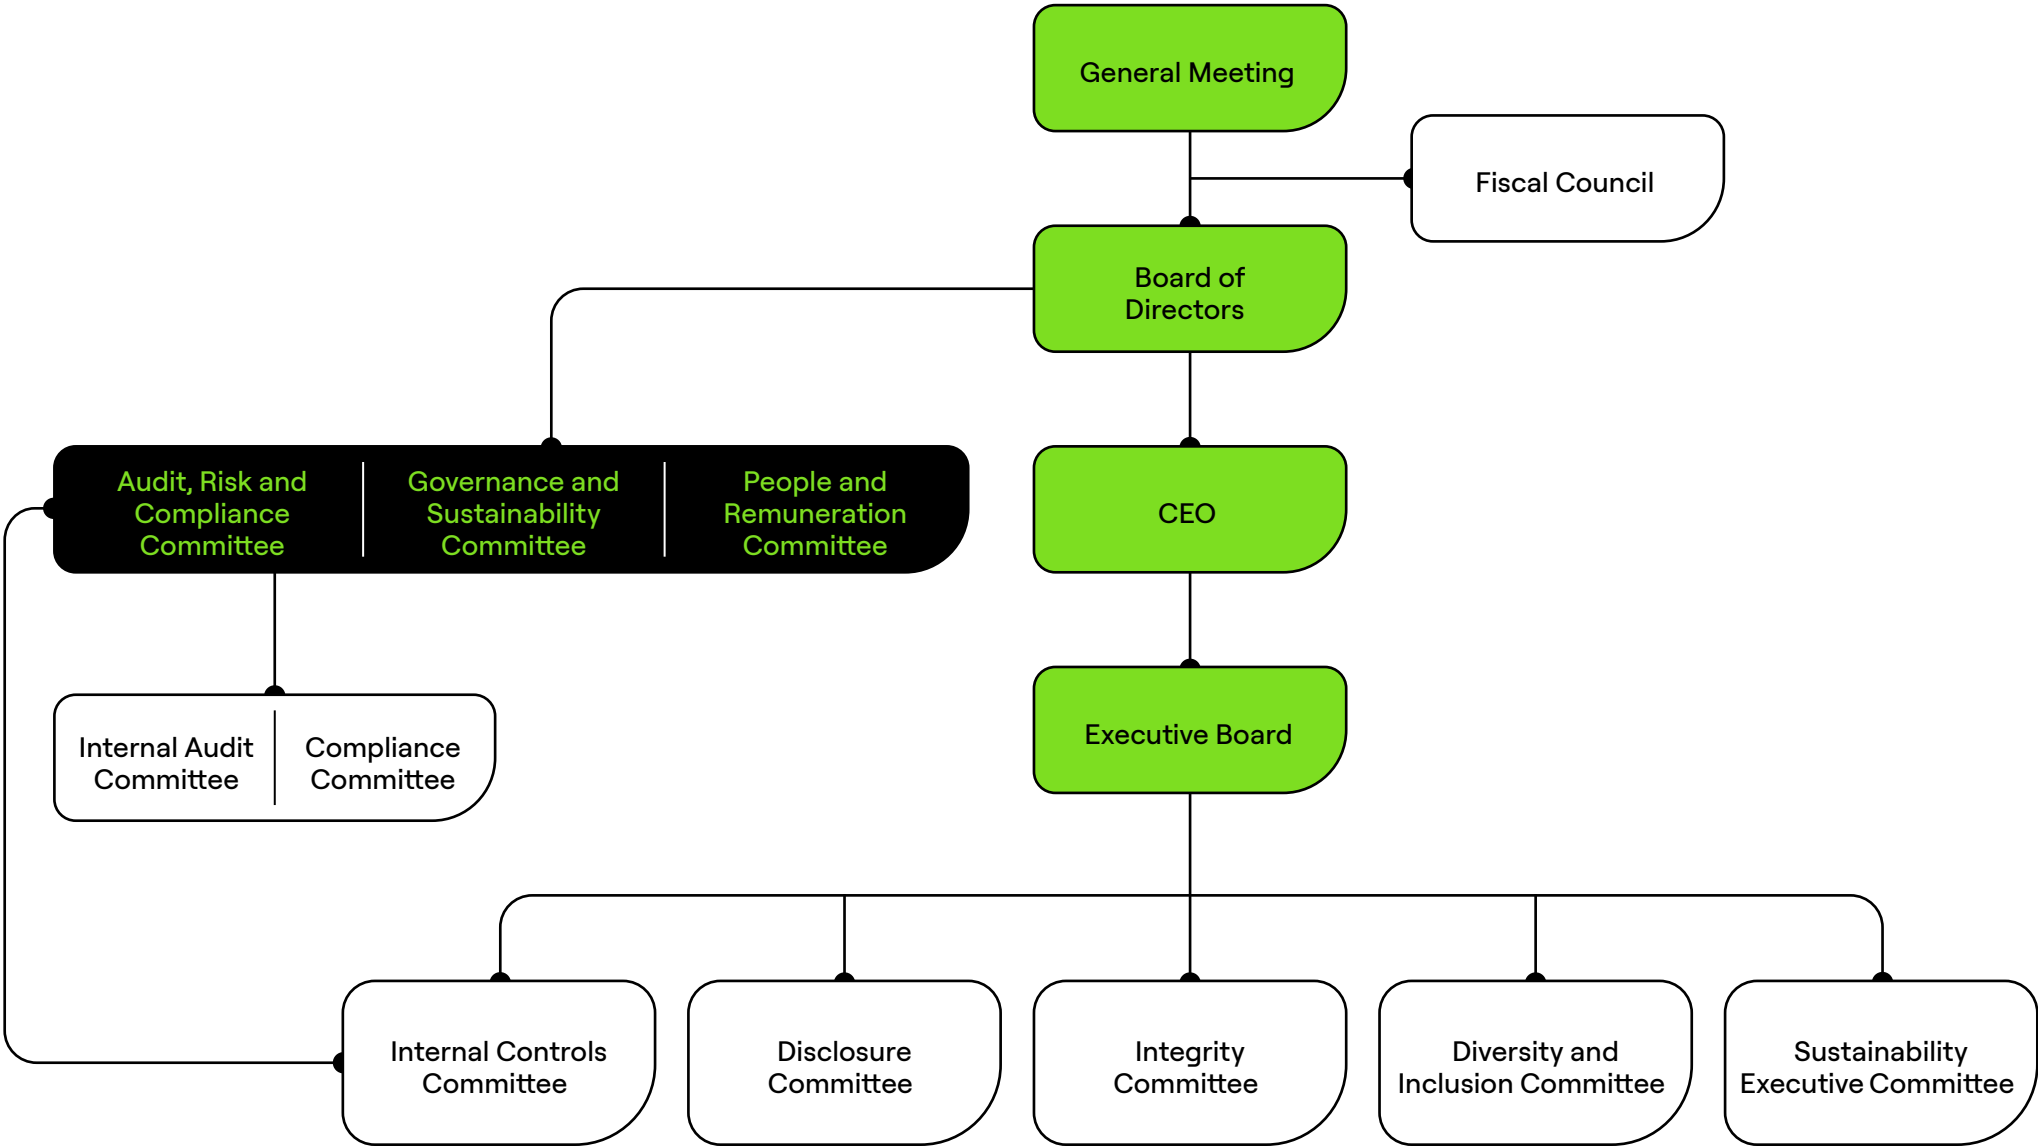 General Meeting
Fiscal Council
Board of
Directors
Audit, Risk and
Compliance
Committee
Governance and
Sustainability
Committee
People and
Remuneration
Committee
CEO
Internal Audit
Committee
Compliance
Committee
Executive Board
Internal Controls
Committee
Disclosure
Committee
Integrity
Committee
Diversity and
Inclusion Committee
Sustainability
Executive Committee